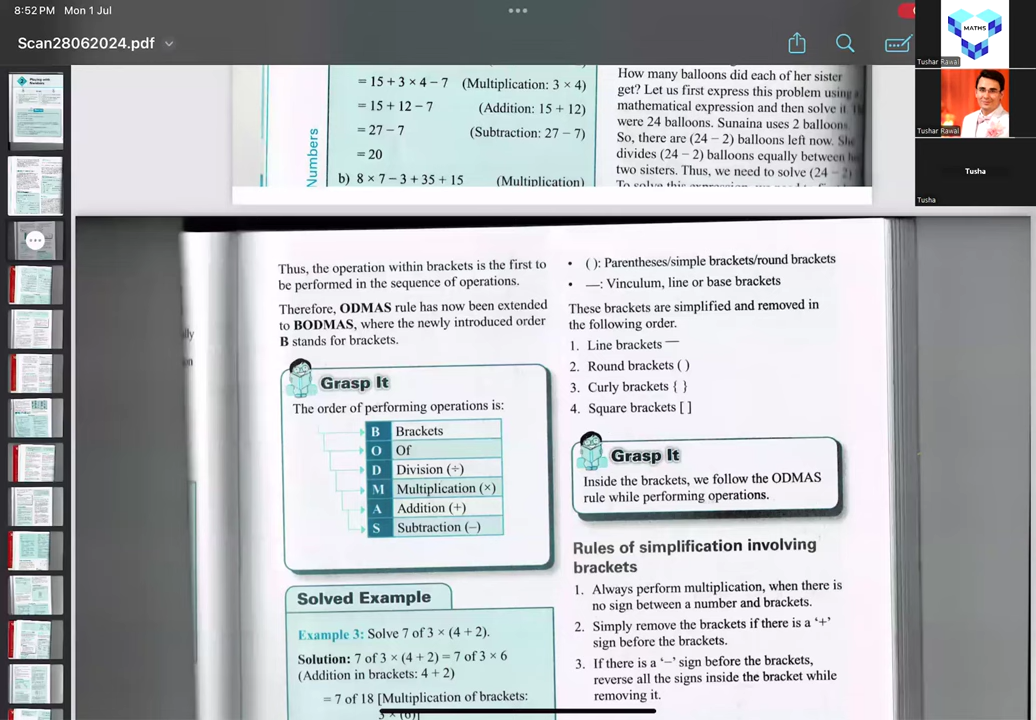 8:52 PM Mon 1 Jul
Scan28062024.pdf
MATHS
Tushar Rawal
Tushar Rawal
Tusha
Tusha
Numbers
= 15 + 3 × 4 – 7 (Multiplication: 3 × 4)
= 15 + 12 – 7 (Addition: 15 + 12)
= 27 – 7 (Subtraction: 27 – 7)
= 20
b) 8 × 7 – 3 + 35 + 15 (Multiplication)
How many balloons did each of her sister
get? Let us first express this problem using
mathematical expression and then solve it
were 24 balloons. Sunaina uses 2 balloon
So, there are (24 – 2) balloons left now. She
divides (24 – 2) balloons equally between
two sisters. Thus, we need to solve (24 – 2)
Thus, the operation within brackets is the first to
be performed in the sequence of operations.
Therefore, ODMAS rule has now been extended
to BODMAS, where the newly introduced order
B stands for brackets.
Grasp It
The order of performing operations is:
B Brackets
O Of
D Division (÷)
M Multiplication (×)
A Addition (+)
S Subtraction (–)
Solved Example
Example 3: Solve 7 of 3 × (4 + 2).
Solution: 7 of 3 × (4 + 2) = 7 of 3 × 6
(Addition in brackets: 4 + 2)
= 7 of 18 [Multiplication of brackets:
3 × (6)]
• ( ): Parentheses/simple brackets/round brackets
• —: Vinculum, line or base brackets
These brackets are simplified and removed in
the following order.
1. Line brackets —
2. Round brackets ( )
3. Curly brackets { }
4. Square brackets [ ]
Grasp It
Inside the brackets, we follow the ODMAS
rule while performing operations.
Rules of simplification involving
brackets
1. Always perform multiplication, when there is
no sign between a number and brackets.
2. Simply remove the brackets if there is a ‘+’
sign before the brackets.
3. If there is a ‘–’ sign before the brackets,
reverse all the signs inside the bracket while
removing it.